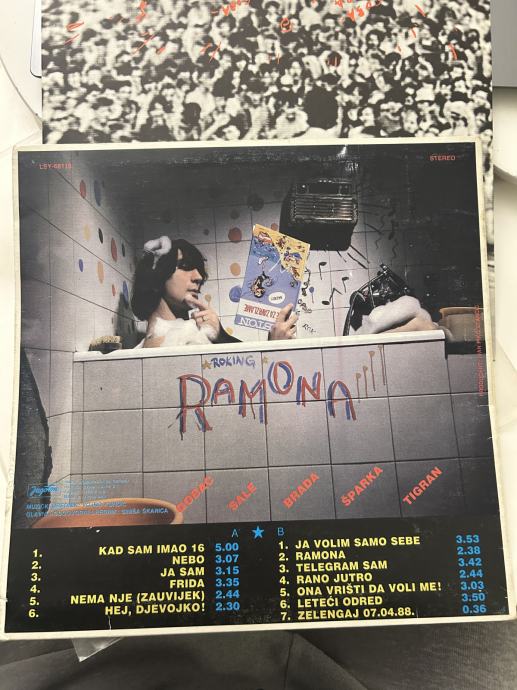 LSY-68118
STEREO
NOTE
ROKING
RAMONA
Jugoton
BOBAC
SALE
BRADA
ŠPARKA
TIGRAN
A ★ B
1. KAD SAM IMAO 16 5.00
2. NEBO 3.07
3. JA SAM 3.15
4. FRIDA 3.35
5. NEMA NJE (ZAUVIJEK) 2.44
6. HEJ, DJEVOJKO! 2.30
1. JA VOLIM SAMO SEBE 3.53
2. RAMONA 2.38
3. TELEGRAM SAM 3.42
4. RANO JUTRO 2.44
5. ONA VRIŠTI DA VOLI ME! 3.03
6. LETEĆI ODRED 3.50
7. ZELENGAJ 07.04.88. 0.36